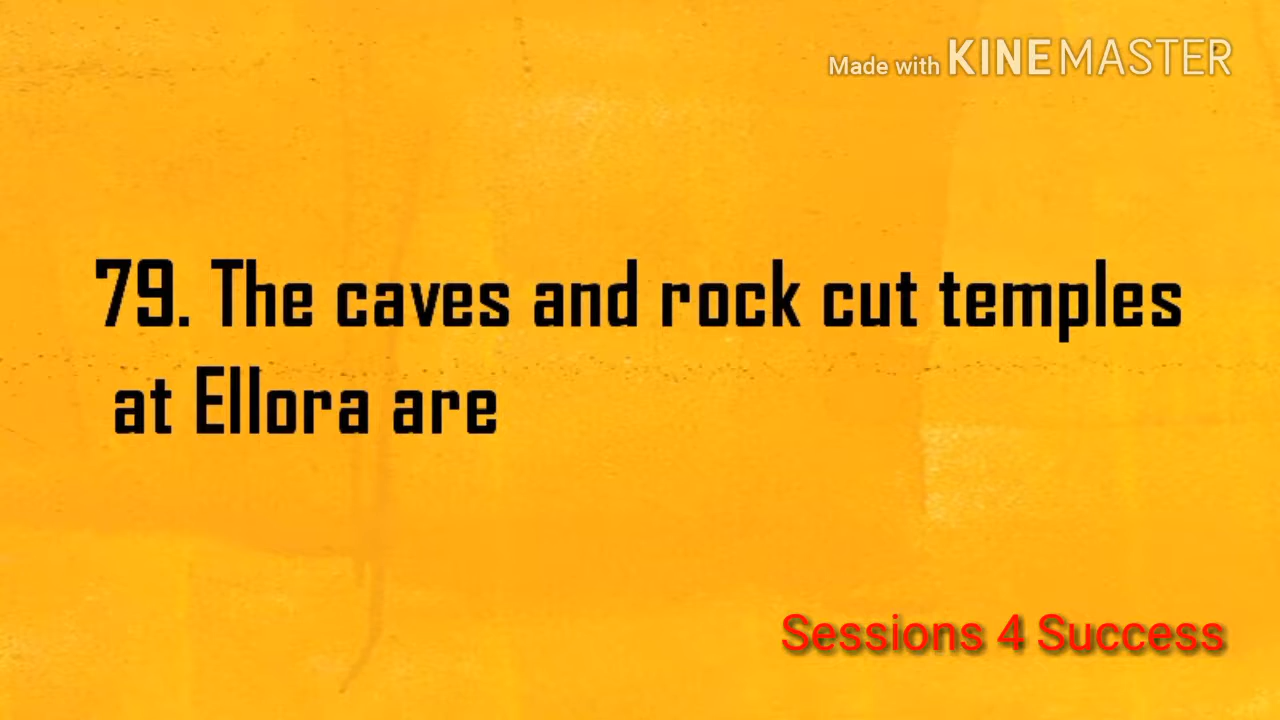 Made with KINEMASTER
79. The caves and rock cut temples
at Ellora are
Sessions 4 Success